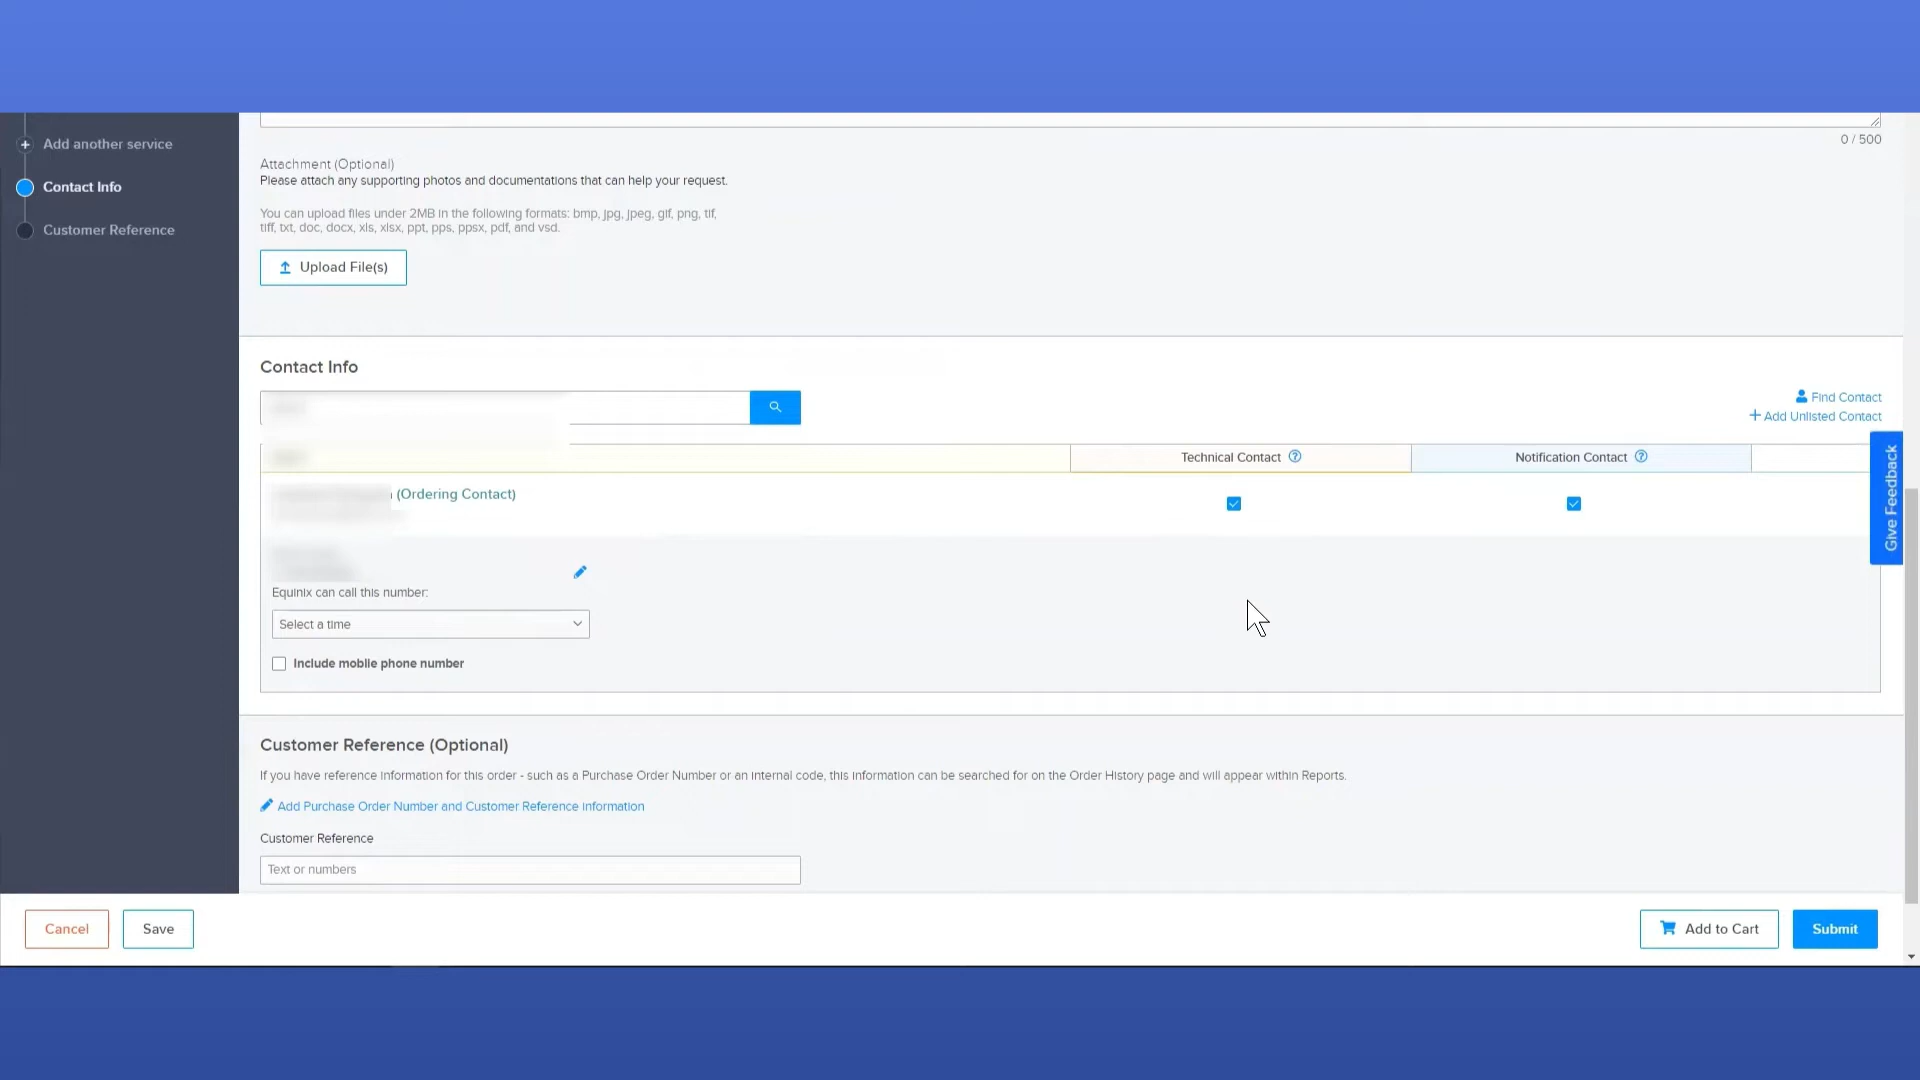 Add another service
Contact Info
Customer Reference
0 / 500
Attachment (Optional)
Please attach any supporting photos and documentations that can help your request.
You can upload files under 2MB in the following formats: bmp, jpg, jpeg, gif, png, tif,
tiff, txt, doc, docx, xls, xlsx, ppt, pps, ppsx, pdf, and vsd.
Upload File(s)
Contact Info
Find Contact
Add Unlisted Contact
Technical Contact
Notification Contact
Give Feedback
(Ordering Contact)
Equinix can call this number:
Select a time
Include mobile phone number
Customer Reference (Optional)
If you have reference information for this order - such as a Purchase Order Number or an internal code, this information can be searched for on the Order History page and will appear within Reports.
Add Purchase Order Number and Customer Reference information
Customer Reference
Text or numbers
Cancel
Save
Add to Cart
Submit